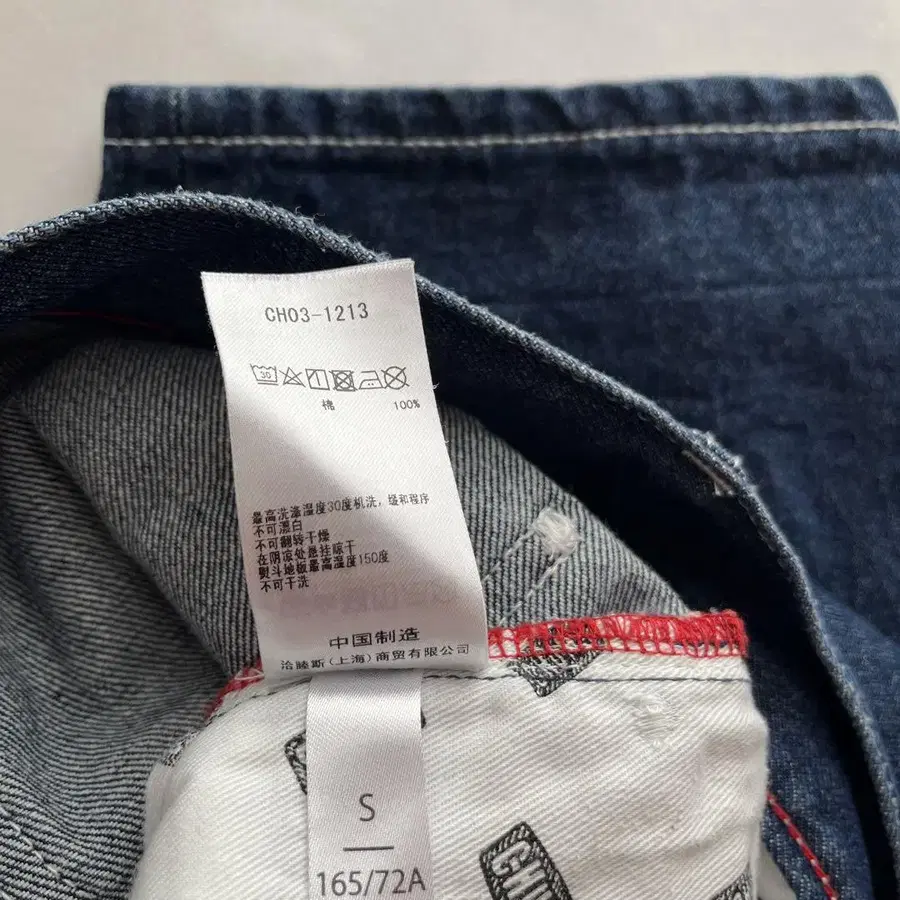 CH03-1213
30
棉 100%
最高洗涤温度30度机洗,缓和程序
不可漂白
不可翻转干燥
在阴凉处悬挂晾干
熨斗地板最高温度150度
不可干洗
中国制造
洽滕斯(上海)商贸有限公司
S
165/72A